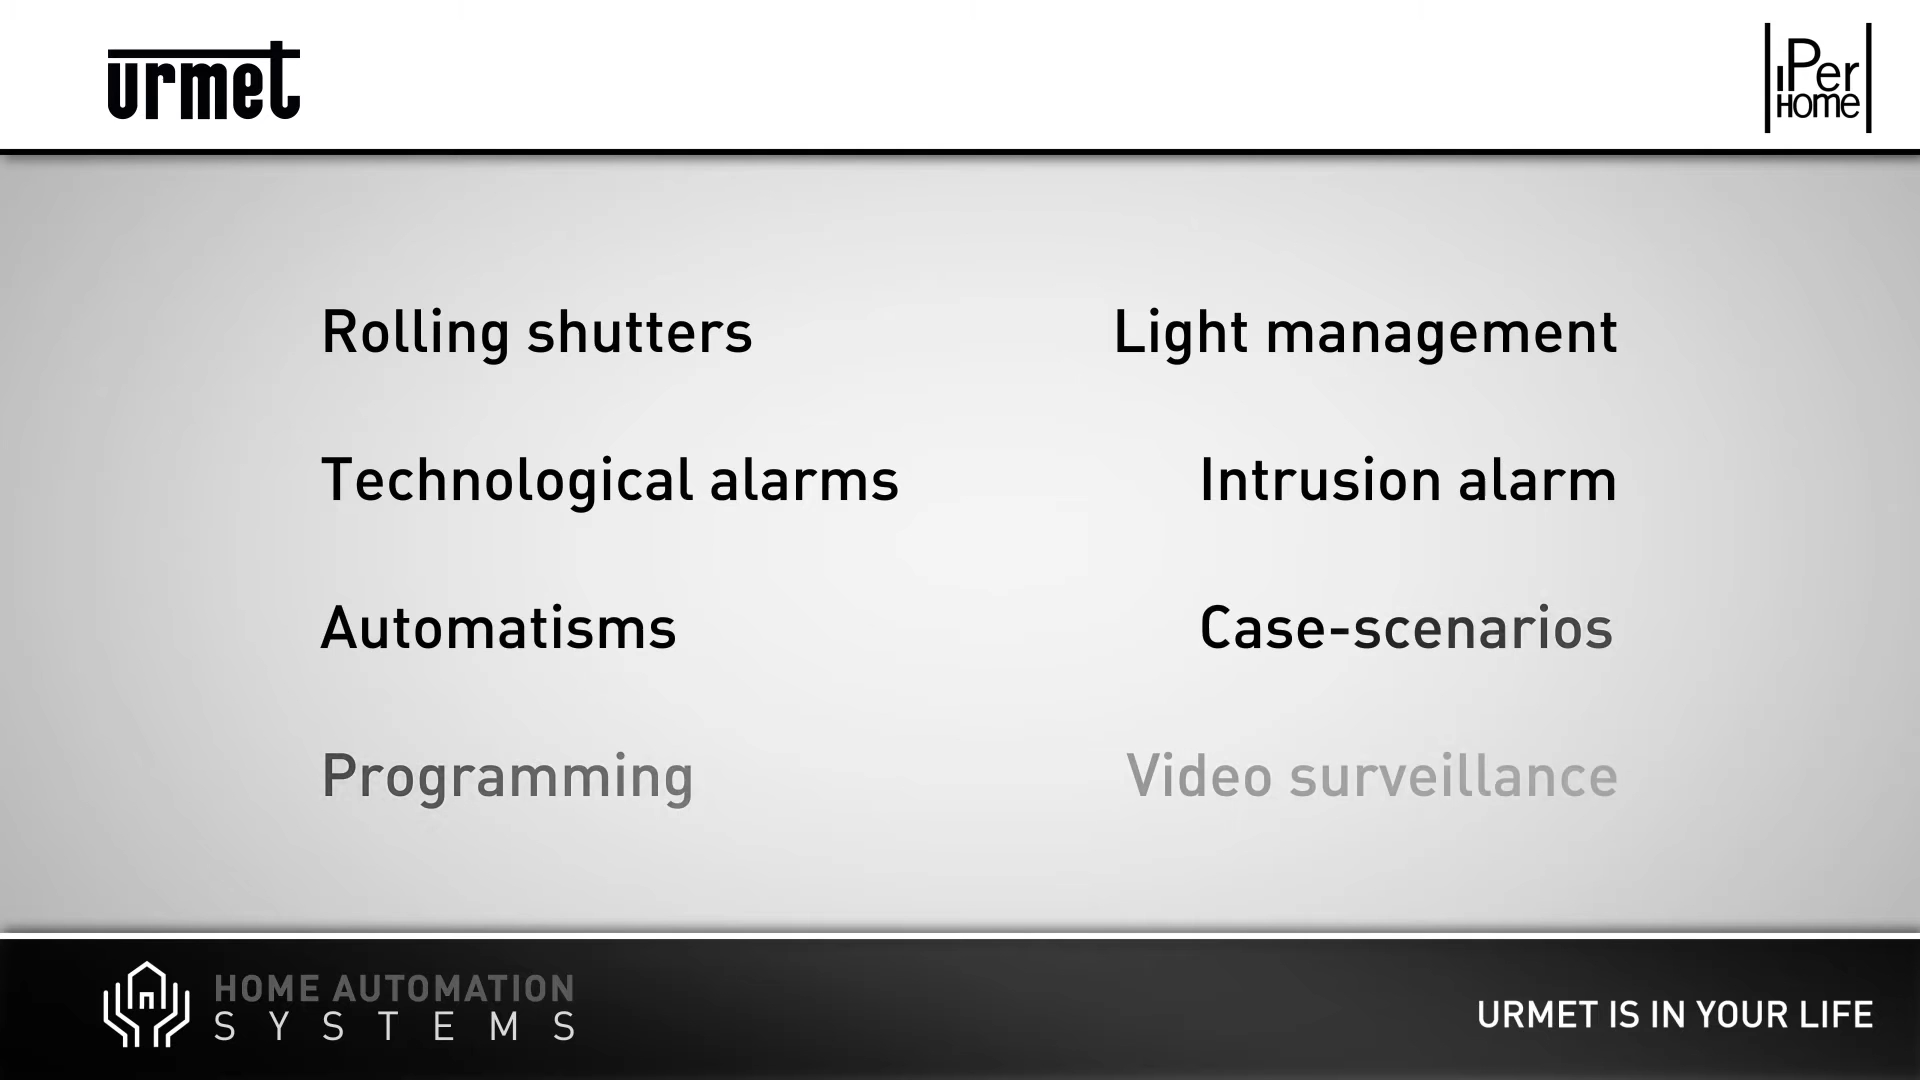 urmet
iPer
Home
Rolling shutters
Light management
Technological alarms
Intrusion alarm
Automatisms
Case-scenarios
Programming
Video surveillance
HOME AUTOMATION
SYSTEMS
URMET IS IN YOUR LIFE